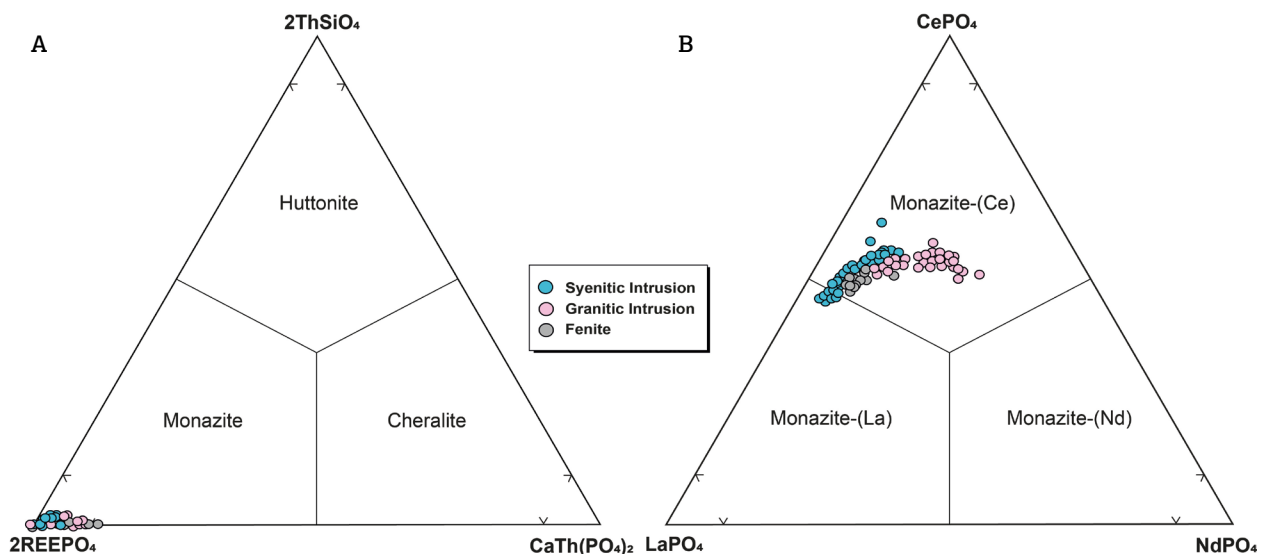 A
2ThSiO₄
Huttonite
Monazite
Cheralite
2REEPO₄
CaTh(PO₄)₂
Syenitic Intrusion
Granitic Intrusion
Fenite
B
CePO₄
Monazite-(Ce)
Monazite-(La)
Monazite-(Nd)
LaPO₄
NdPO₄